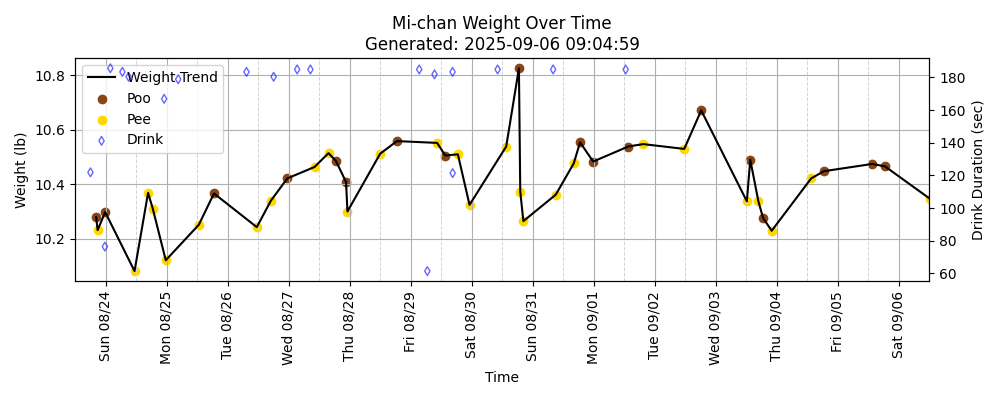 Mi-chan Weight Over Time
Generated: 2025-09-06 09:04:59
Weight (lb)
10.8
10.6
10.4
10.2
Weight Trend
Poo
Pee
Drink
180
160
140
120
100
80
60
Drink Duration (sec)
Sun 08/24
Mon 08/25
Tue 08/26
Wed 08/27
Thu 08/28
Fri 08/29
Sat 08/30
Sun 08/31
Mon 09/01
Tue 09/02
Wed 09/03
Thu 09/04
Fri 09/05
Sat 09/06
Time